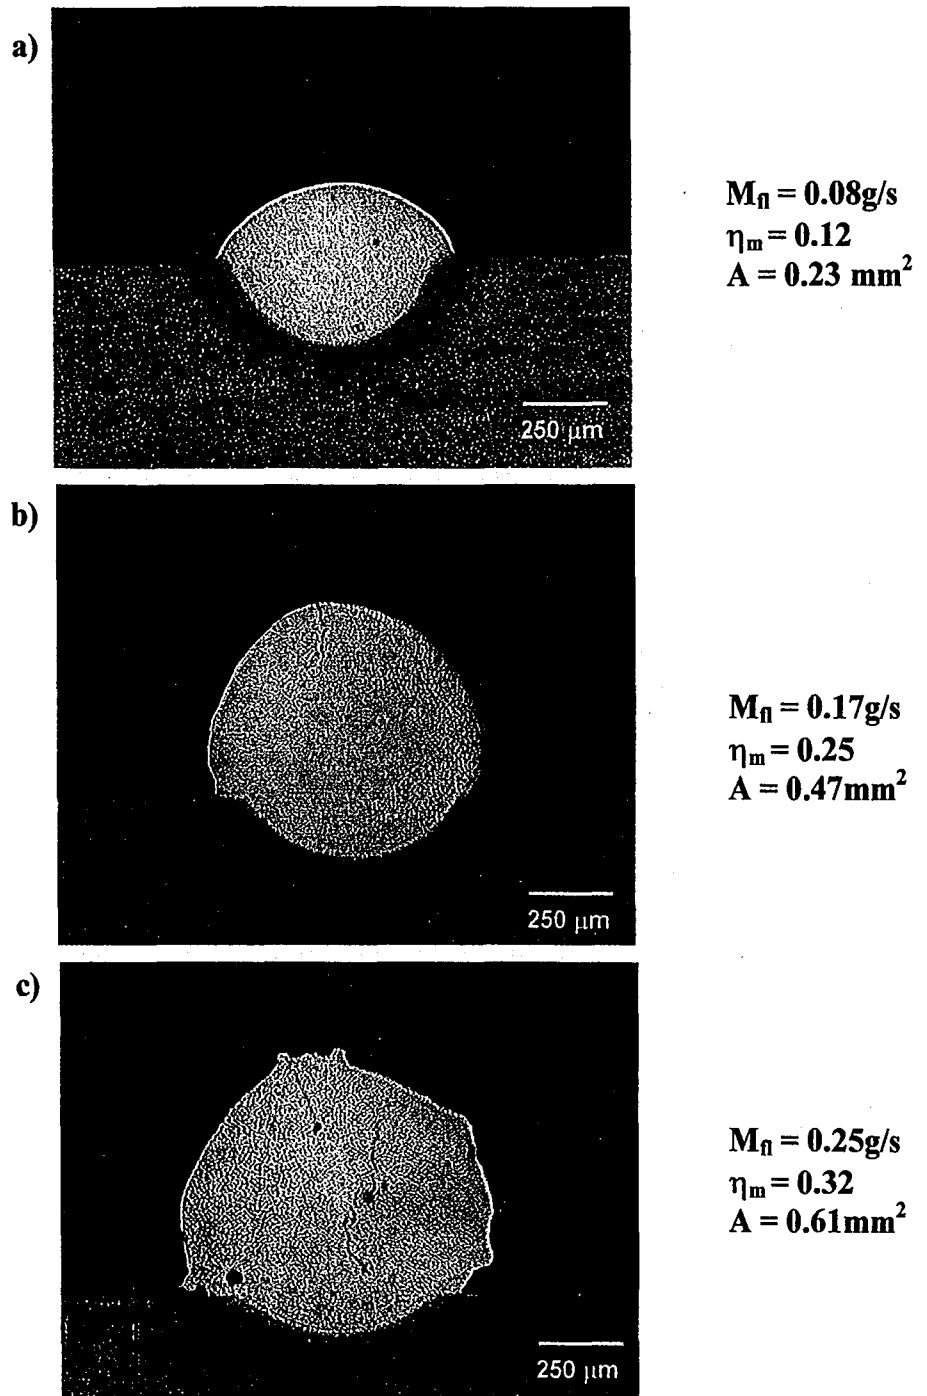 a)
M_fl = 0.08g/s
η_m = 0.12
A = 0.23 mm²
250 µm
b)
M_fl = 0.17g/s
η_m = 0.25
A = 0.47mm²
250 µm
c)
M_fl = 0.25g/s
η_m = 0.32
A = 0.61mm²
250 µm